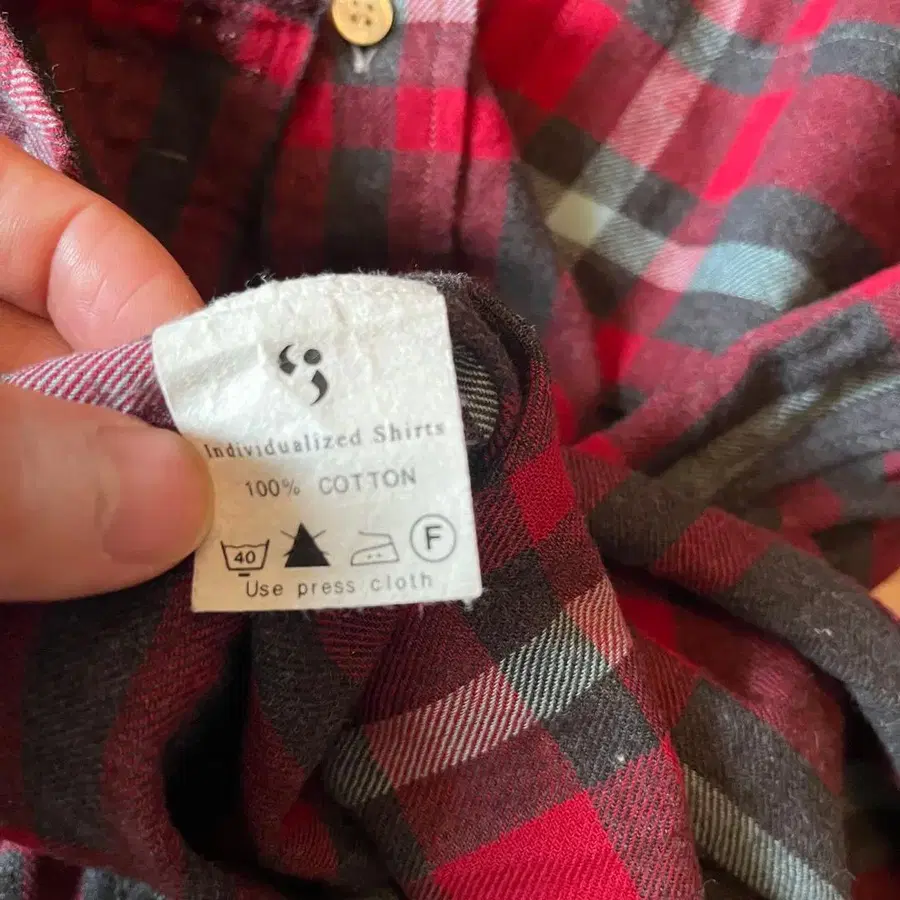 Individualized Shirts
100% COTTON
40 F
Use press cloth